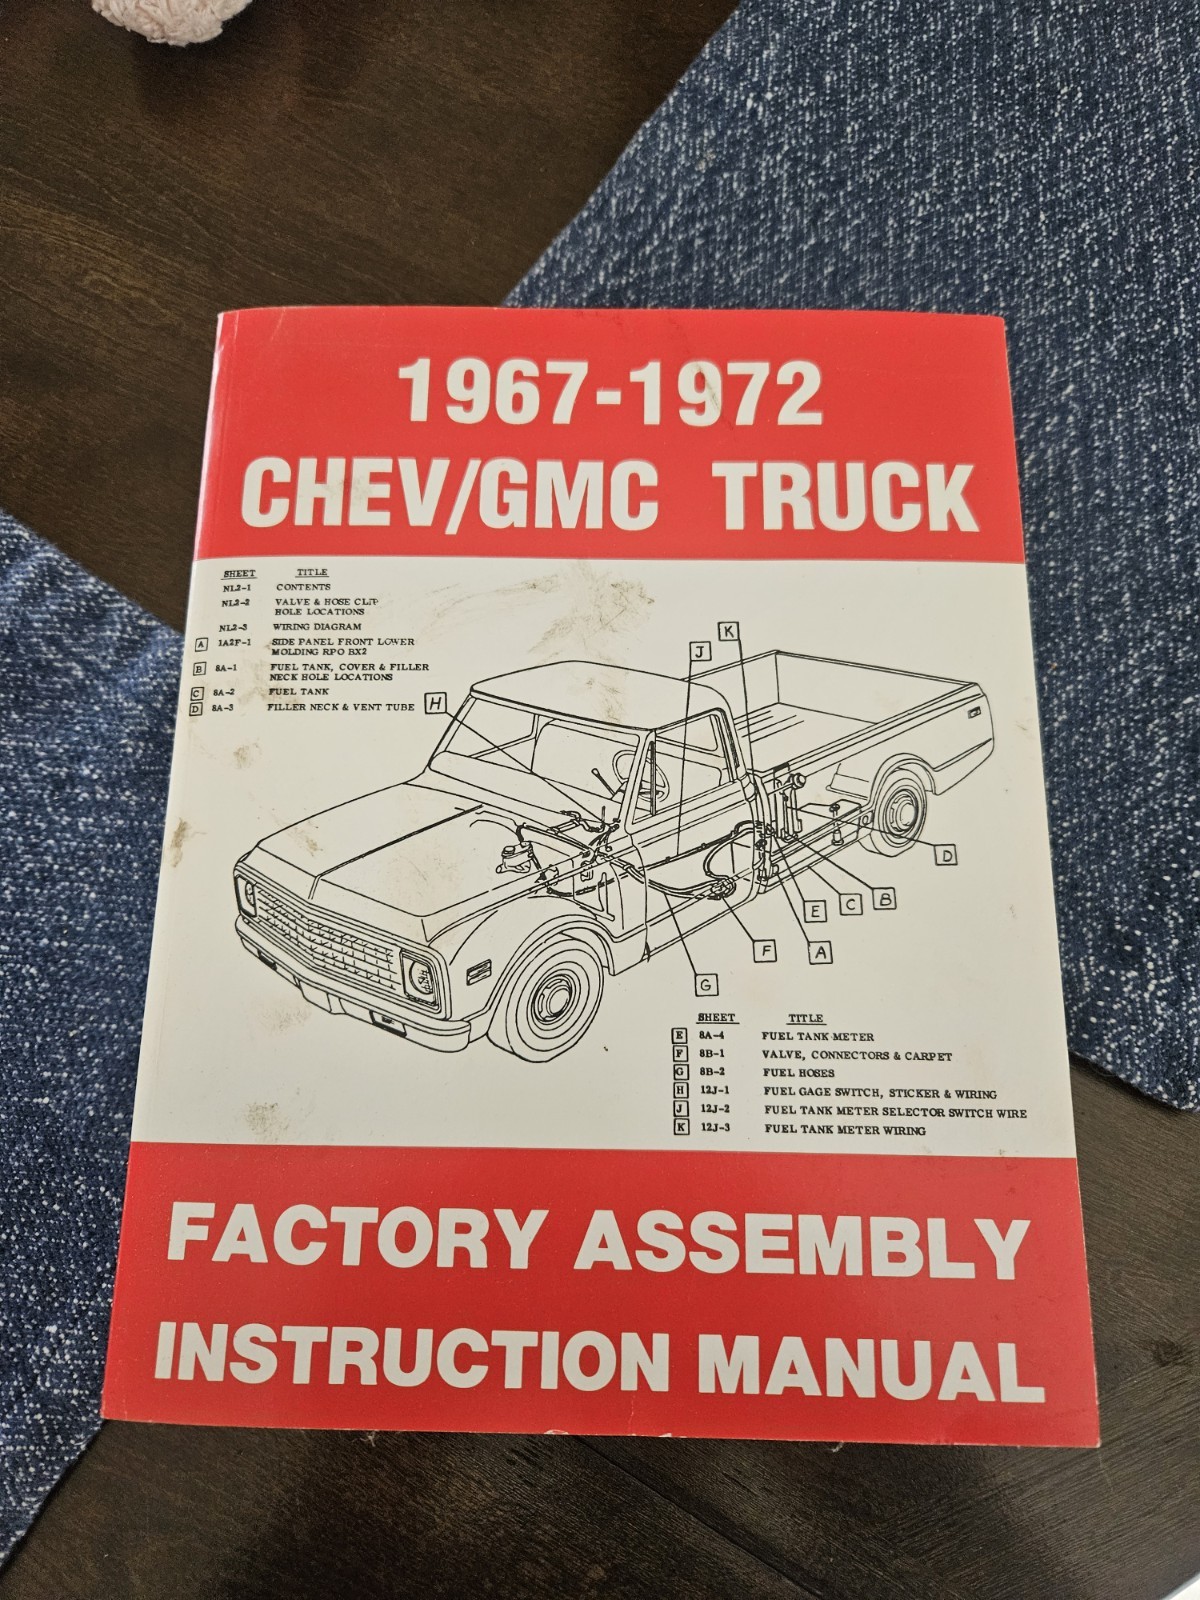 1967-1972
CHEV/GMC TRUCK
SHEET TITLE
NL2-1 CONTENTS
NL2-2 VALVE & HOSE CLIP
HOLE LOCATIONS
NL2-3 WIRING DIAGRAM
A 1A2F-1 SIDE PANEL FRONT LOWER
MOLDING RPO BX2
B 8A-1 FUEL TANK, COVER & FILLER
NECK HOLE LOCATIONS
C 8A-2 FUEL TANK
D 8A-3 FILLER NECK & VENT TUBE
H
J
K
D
B
C
E
A
F
G
SHEET TITLE
E 8A-4 FUEL TANK METER
F 8B-1 VALVE, CONNECTORS & CARPET
G 8B-2 FUEL HOSES
H 12J-1 FUEL GAGE SWITCH, STICKER & WIRING
J 12J-2 FUEL TANK METER SELECTOR SWITCH WIRE
K 12J-3 FUEL TANK METER WIRING
FACTORY ASSEMBLY
INSTRUCTION MANUAL